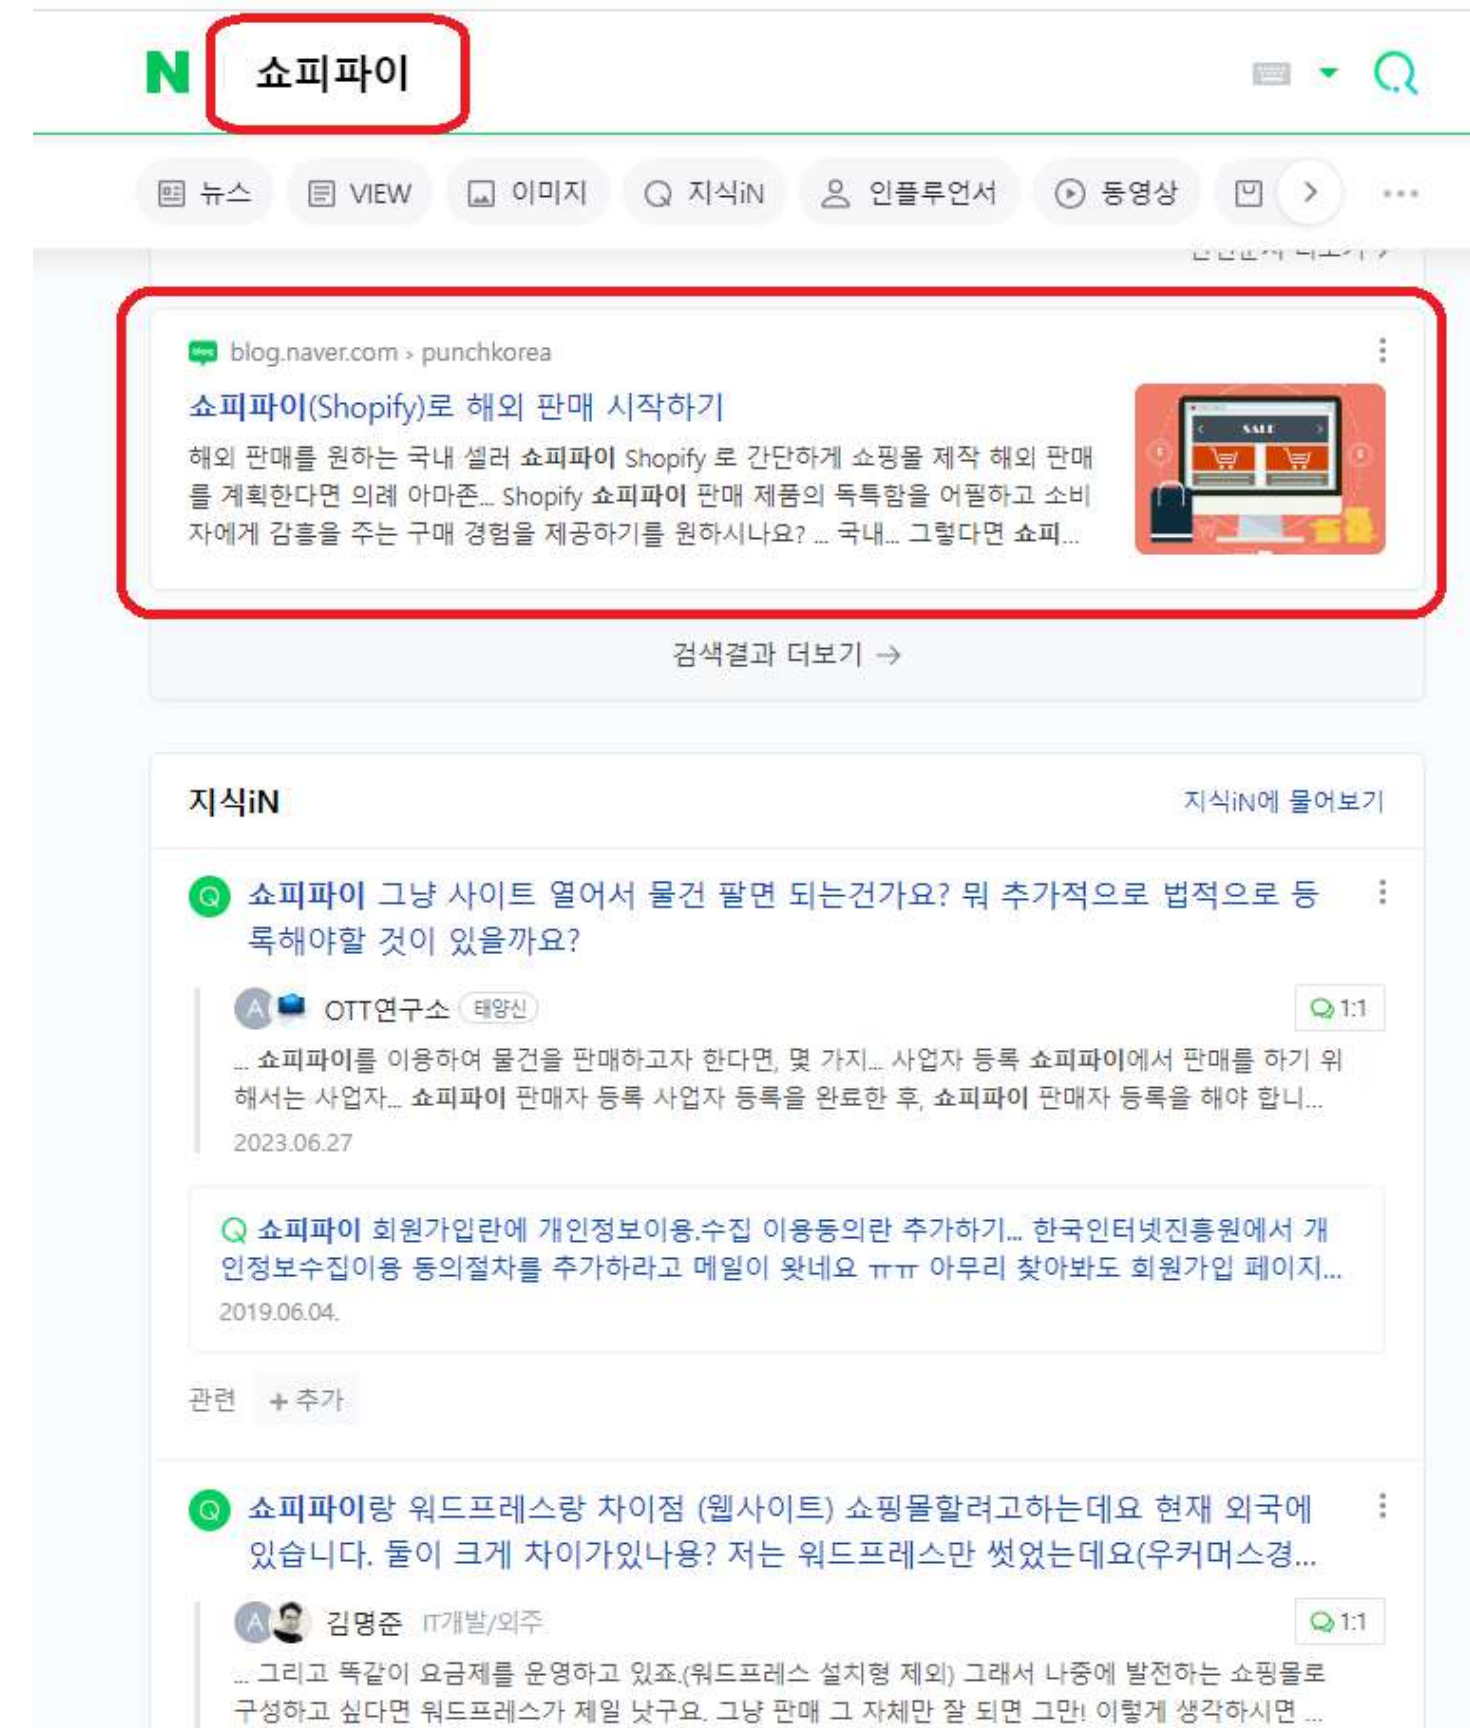 N 쇼피파이
뉴스 VIEW 이미지 지식iN 인플루언서 동영상
blog blog.naver.com › punchkorea
쇼피파이(Shopify)로 해외 판매 시작하기
해외 판매를 원하는 국내 셀러 쇼피파이 Shopify 로 간단하게 쇼핑몰 제작 해외 판매
를 계획한다면 의례 아마존... Shopify 쇼피파이 판매 제품의 독특함을 어필하고 소비
자에게 감흥을 주는 구매 경험을 제공하기를 원하시나요? ... 국내... 그렇다면 쇼피...
SALE
검색결과 더보기 →
지식iN 지식iN에 물어보기
Q 쇼피파이 그냥 사이트 열어서 물건 팔면 되는건가요? 뭐 추가적으로 법적으로 등
록해야할 것이 있을까요?
A OTT연구소 태양신 1:1
... 쇼피파이를 이용하여 물건을 판매하고자 한다면, 몇 가지... 사업자 등록 쇼피파이에서 판매를 하기 위
해서는 사업자... 쇼피파이 판매자 등록 사업자 등록을 완료한 후, 쇼피파이 판매자 등록을 해야 합니...
2023.06.27
쇼피파이 회원가입란에 개인정보이용.수집 이용동의란 추가하기... 한국인터넷진흥원에서 개
인정보수집이용 동의절차를 추가하라고 메일이 왓네요 ㅠㅠ 아무리 찾아봐도 회원가입 페이지...
2019.06.04.
관련 + 추가
Q 쇼피파이랑 워드프레스랑 차이점 (웹사이트) 쇼핑몰할려고하는데요 현재 외국에
있습니다. 둘이 크게 차이가있나용? 저는 워드프레스만 썻었는데요(우커머스경...
A 김명준 IT개발/외주 1:1
... 그리고 똑같이 요금제를 운영하고 있죠.(워드프레스 설치형 제외) 그래서 나중에 발전하는 쇼핑몰로
구성하고 싶다면 워드프레스가 제일 낫구요. 그냥 판매 그 자체만 잘 되면 그만! 이렇게 생각하시면 ...